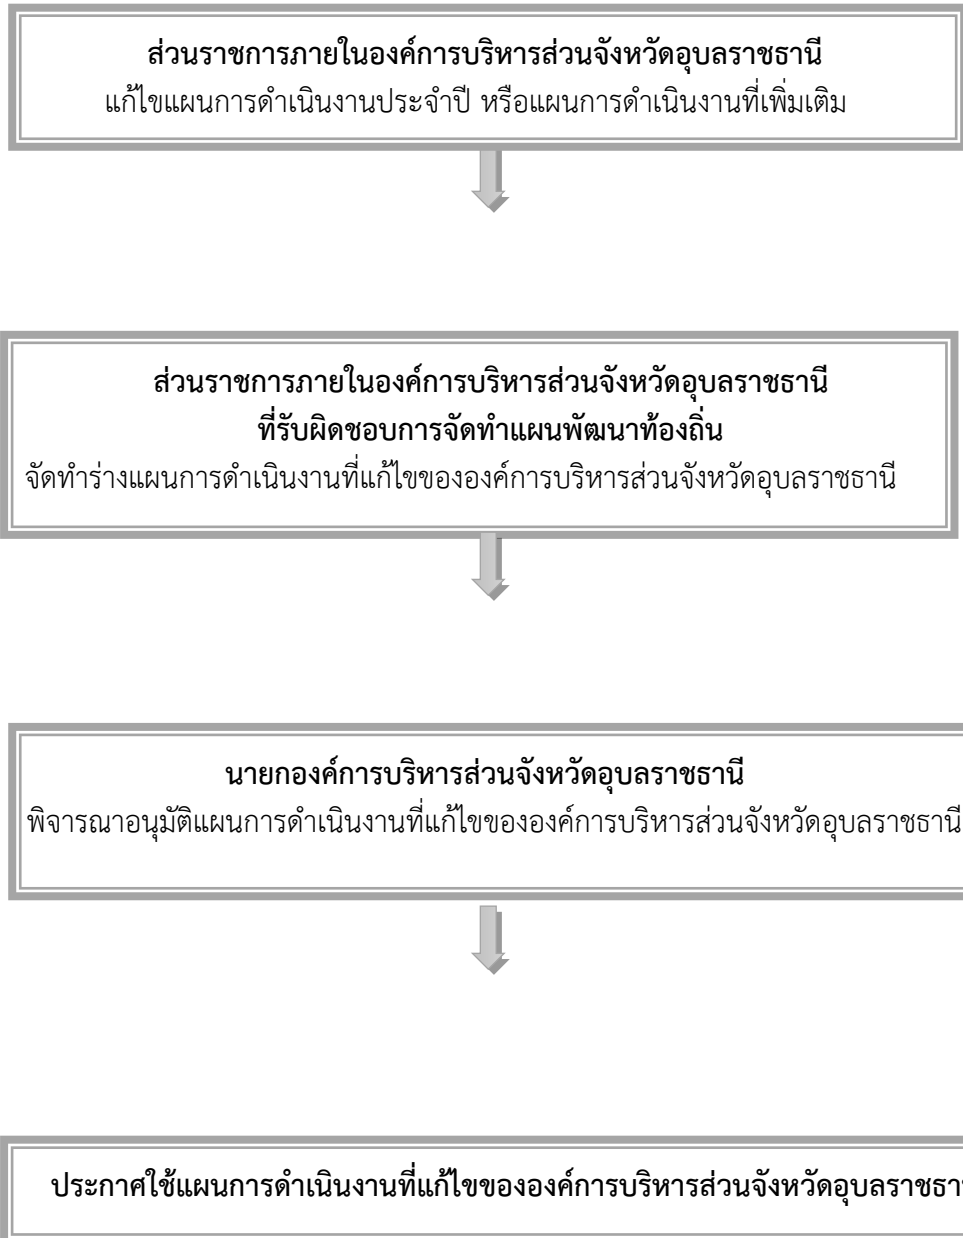 ส่วนราชการภายในองค์การบริหารส่วนจังหวัดอุบลราชธานี
แก้ไขแผนการดำเนินงานประจำปี หรือแผนการดำเนินงานที่เพิ่มเติม
ส่วนราชการภายในองค์การบริหารส่วนจังหวัดอุบลราชธานี
ที่รับผิดชอบการจัดทำแผนพัฒนาท้องถิ่น
จัดทำร่างแผนการดำเนินงานที่แก้ไขขององค์การบริหารส่วนจังหวัดอุบลราชธานี
นายกองค์การบริหารส่วนจังหวัดอุบลราชธานี
พิจารณาอนุมัติแผนการดำเนินงานที่แก้ไขขององค์การบริหารส่วนจังหวัดอุบลราชธานี
ประกาศใช้แผนการดำเนินงานที่แก้ไขขององค์การบริหารส่วนจังหวัดอุบลราชธา